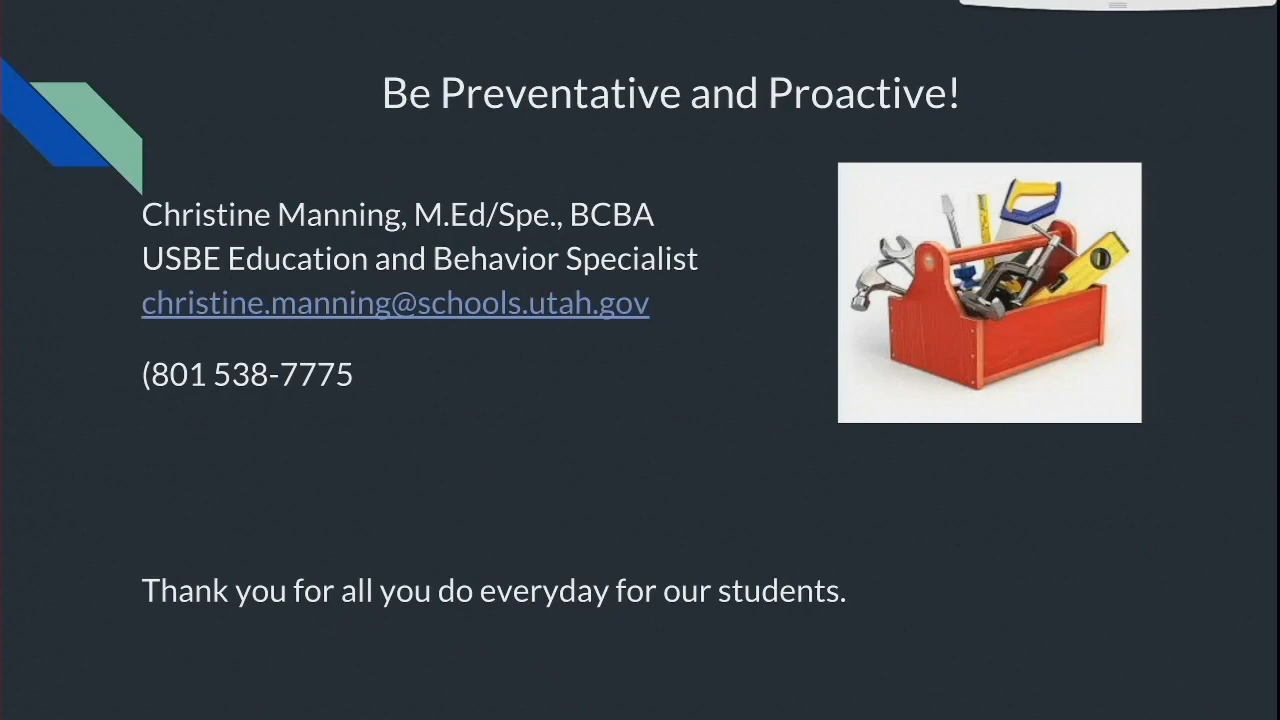 Be Preventative and Proactive!
Christine Manning, M.Ed/Spe., BCBA
USBE Education and Behavior Specialist
christine.manning@schools.utah.gov
(801 538-7775
Thank you for all you do everyday for our students.